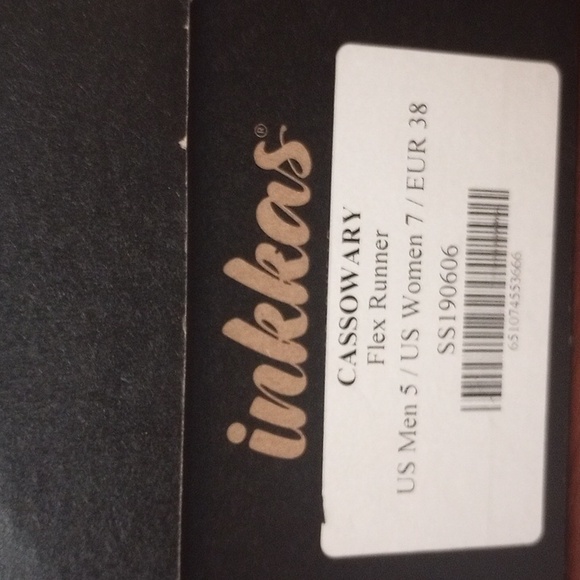 inkkas®
CASSOWARY
Flex Runner
US Men 5 / US Women 7 / EUR 38
SS190606
651074553666